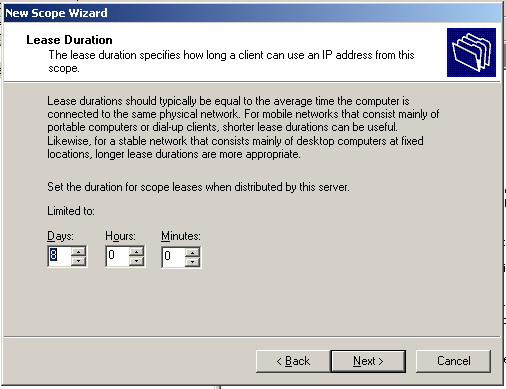 New Scope Wizard
Lease Duration
The lease duration specifies how long a client can use an IP address from this
scope.
Lease durations should typically be equal to the average time the computer is
connected to the same physical network. For mobile networks that consist mainly of
portable computers or dial-up clients, shorter lease durations can be useful.
Likewise, for a stable network that consists mainly of desktop computers at fixed
locations, longer lease durations are more appropriate.
Set the duration for scope leases when distributed by this server.
Limited to:
Days: Hours: Minutes:
8 0 0
< Back Next > Cancel